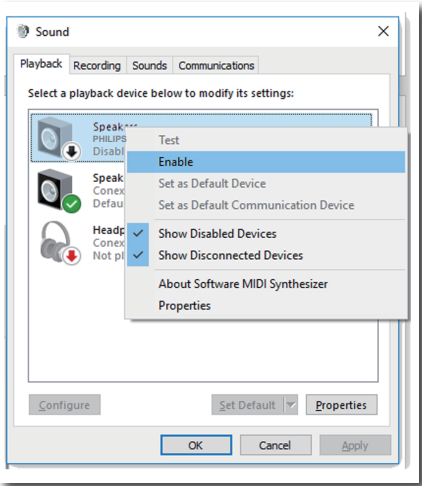 Sound
Playback Recording Sounds Communications
Select a playback device below to modify its settings:
Speakers
PHILIPS
Disabl
Speak
Conex
Defau
Headp
Conex
Not pl
Test
Enable
Set as Default Device
Set as Default Communication Device
Show Disabled Devices
Show Disconnected Devices
About Software MIDI Synthesizer
Properties
Configure Set Default Properties
OK Cancel Apply